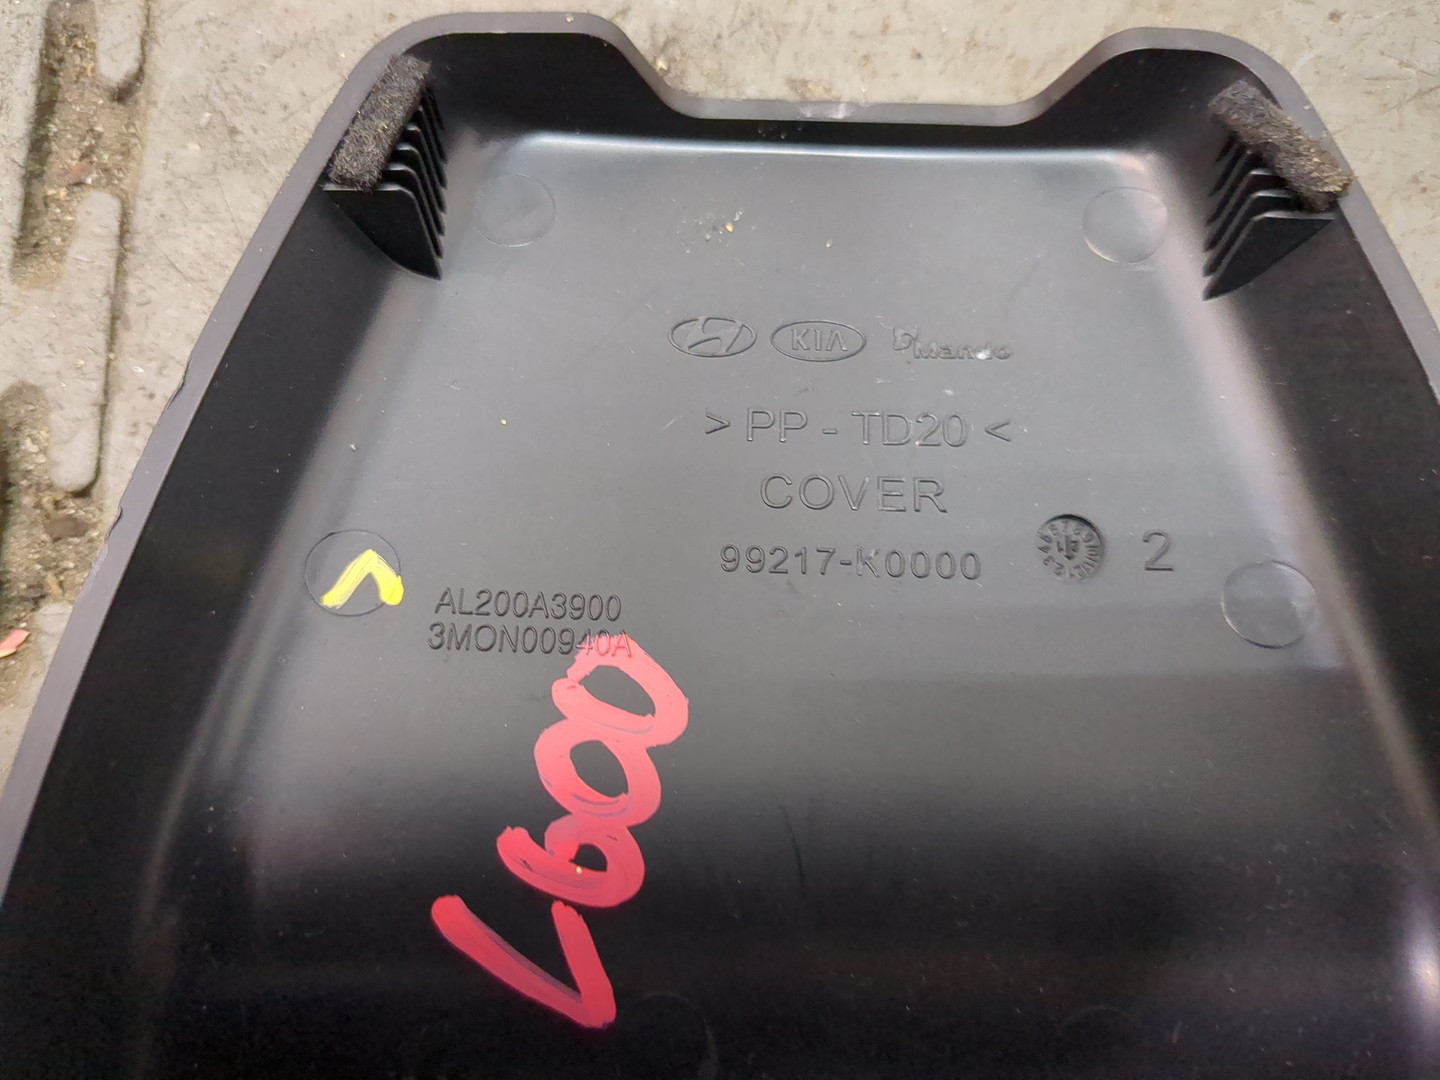 KIA Mando
> PP - TD20 <
COVER
99217-K0000 2
AL200A3900
3MON00940A
L600